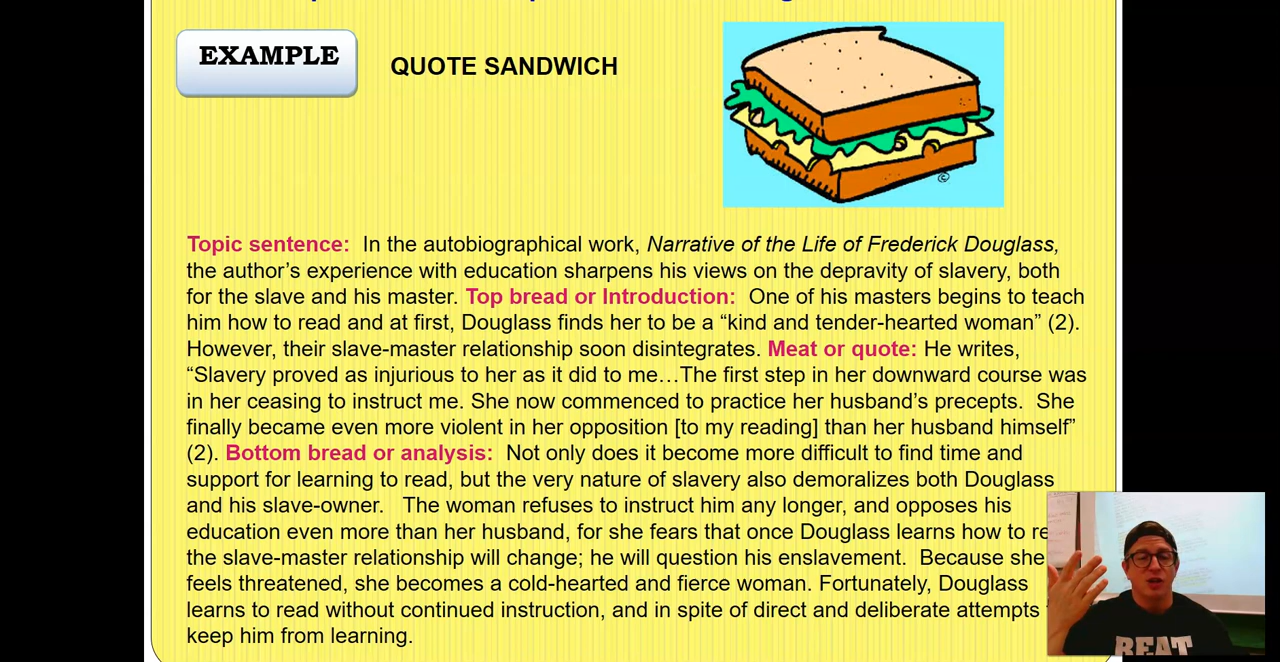 EXAMPLE
QUOTE SANDWICH
©
Topic sentence: In the autobiographical work, Narrative of the Life of Frederick Douglass,
the author’s experience with education sharpens his views on the depravity of slavery, both
for the slave and his master. Top bread or Introduction: One of his masters begins to teach
him how to read and at first, Douglass finds her to be a “kind and tender-hearted woman” (2).
However, their slave-master relationship soon disintegrates. Meat or quote: He writes,
“Slavery proved as injurious to her as it did to me…The first step in her downward course was
in her ceasing to instruct me. She now commenced to practice her husband’s precepts. She
finally became even more violent in her opposition [to my reading] than her husband himself”
(2). Bottom bread or analysis: Not only does it become more difficult to find time and
support for learning to read, but the very nature of slavery also demoralizes both Douglass
and his slave-owner. The woman refuses to instruct him any longer, and opposes his
education even more than her husband, for she fears that once Douglass learns how to re
the slave-master relationship will change; he will question his enslavement. Because she
feels threatened, she becomes a cold-hearted and fierce woman. Fortunately, Douglass
learns to read without continued instruction, and in spite of direct and deliberate attempts
keep him from learning.
BEAT